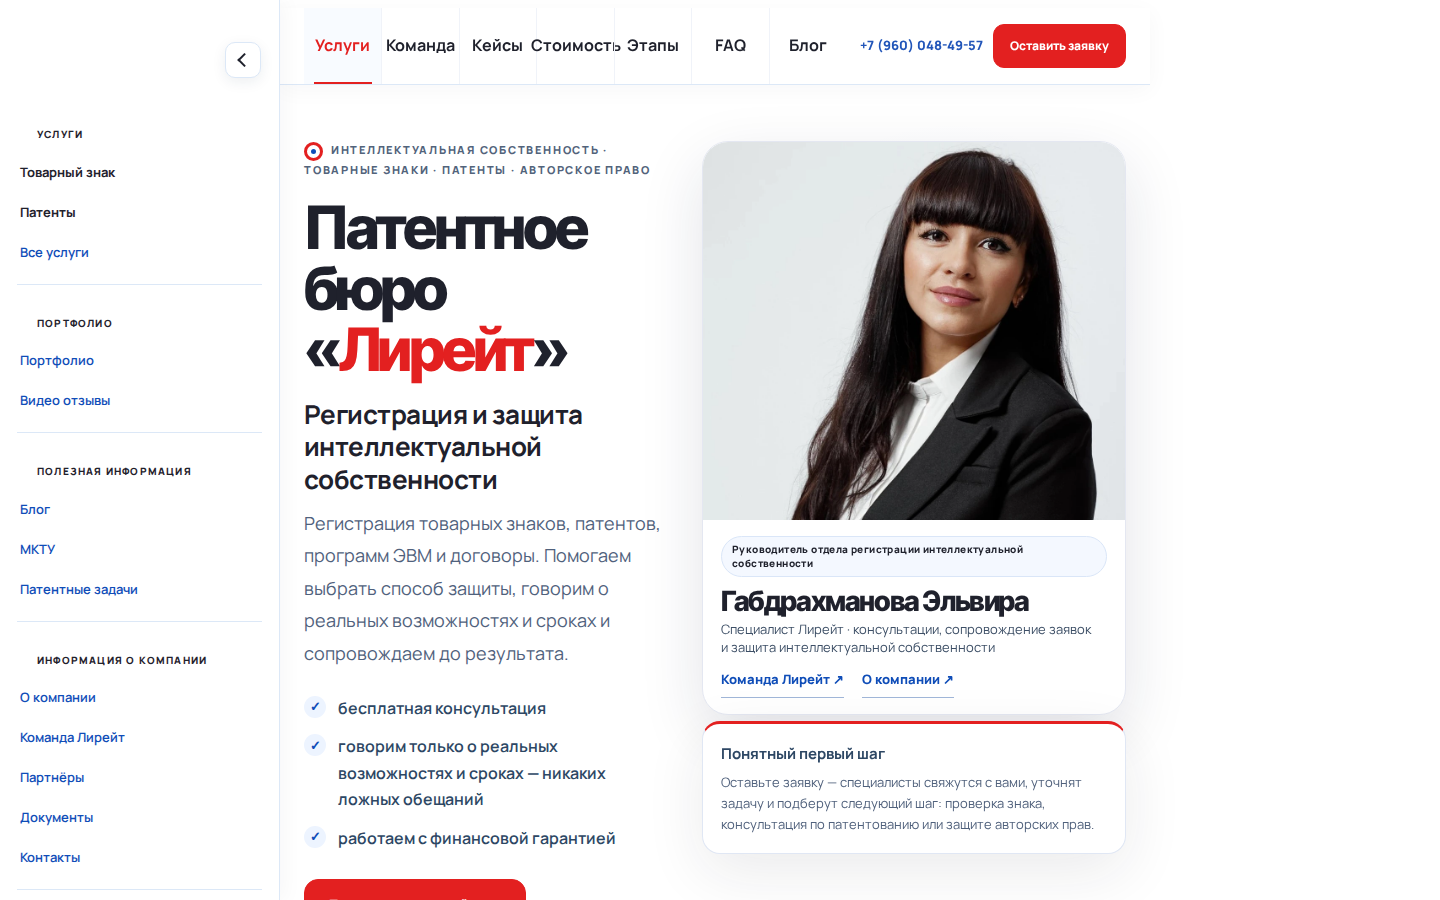 УСЛУГИ
Товарный знак
Патенты
Все услуги
ПОРТФОЛИО
Портфолио
Видео отзывы
ПОЛЕЗНАЯ ИНФОРМАЦИЯ
Блог
МКТУ
Патентные задачи
ИНФОРМАЦИЯ О КОМПАНИИ
О компании
Команда Лирейт
Партнёры
Документы
Контакты
Услуги Команда Кейсы Стоимость Этапы FAQ Блог +7 (960) 048-49-57 Оставить заявку
ИНТЕЛЛЕКТУАЛЬНАЯ СОБСТВЕННОСТЬ ·
ТОВАРНЫЕ ЗНАКИ · ПАТЕНТЫ · АВТОРСКОЕ ПРАВО
Патентное
бюро
«Лирейт»
Регистрация и защита
интеллектуальной
собственности
Регистрация товарных знаков, патентов,
программ ЭВМ и договоры. Помогаем
выбрать способ защиты, говорим о
реальных возможностях и сроках и
сопровождаем до результата.
✓ бесплатная консультация
✓ говорим только о реальных
возможностях и сроках — никаких
ложных обещаний
✓ работаем с финансовой гарантией
Руководитель отдела регистрации интеллектуальной
собственности
Габдрахманова Эльвира
Специалист Лирейт · консультации, сопровождение заявок
и защита интеллектуальной собственности
Команда Лирейт ↗ О компании ↗
Понятный первый шаг
Оставьте заявку — специалисты свяжутся с вами, уточнят
задачу и подберут следующий шаг: проверка знака,
консультация по патентованию или защите авторских прав.